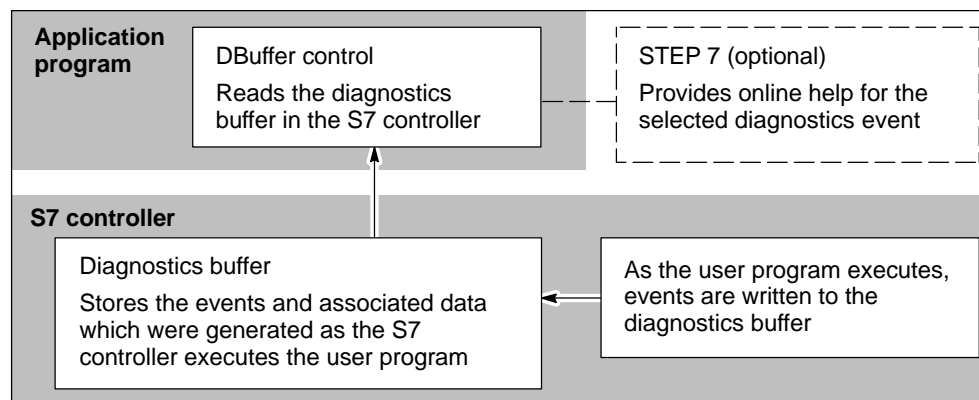 Application
program
DBuffer control
Reads the diagnostics
buffer in the S7 controller
STEP 7 (optional)
Provides online help for the
selected diagnostics event
S7 controller
Diagnostics buffer
Stores the events and associated data
which were generated as the S7
controller executes the user program
As the user program executes,
events are written to the
diagnostics buffer